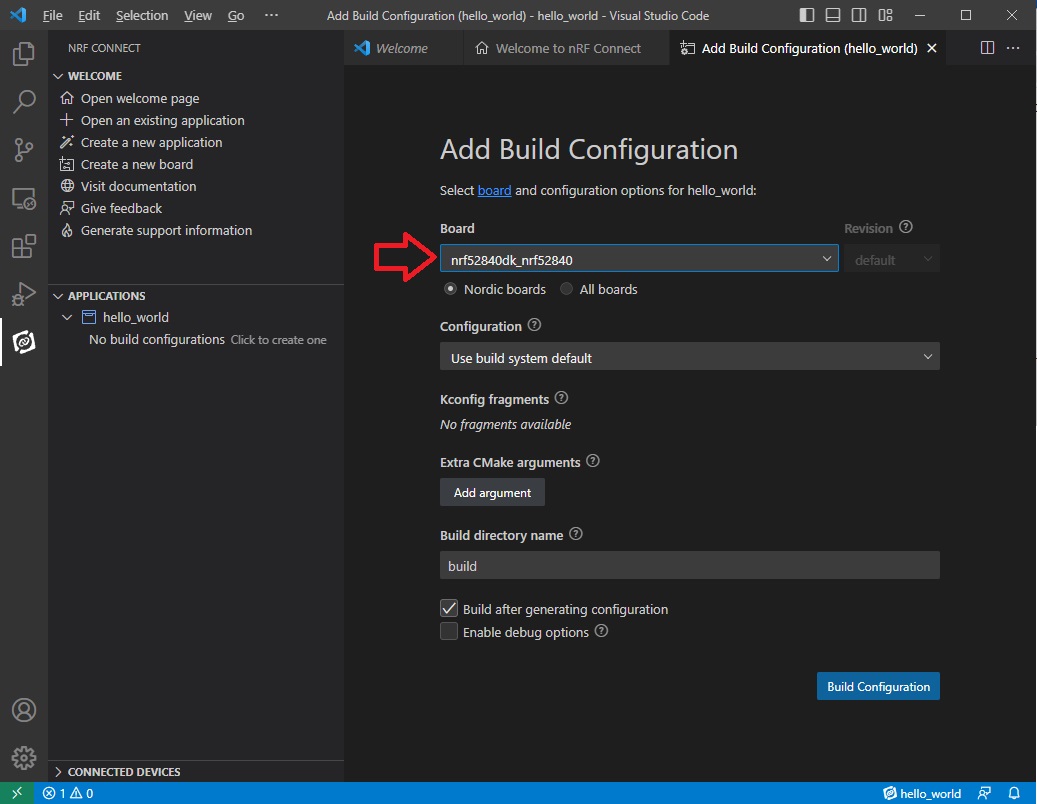 File Edit Selection View Go ··· Add Build Configuration (hello_world) - hello_world - Visual Studio Code
NRF CONNECT
WELCOME
Open welcome page
Open an existing application
Create a new application
Create a new board
Visit documentation
Give feedback
Generate support information
APPLICATIONS
hello_world
No build configurations Click to create one
CONNECTED DEVICES
Welcome Welcome to nRF Connect Add Build Configuration (hello_world)
Add Build Configuration
Select board and configuration options for hello_world:
Board Revision
nrf52840dk_nrf52840 default
Nordic boards All boards
Configuration
Use build system default
Kconfig fragments
No fragments available
Extra CMake arguments
Add argument
Build directory name
build
Build after generating configuration
Enable debug options
Build Configuration
1 0 hello_world